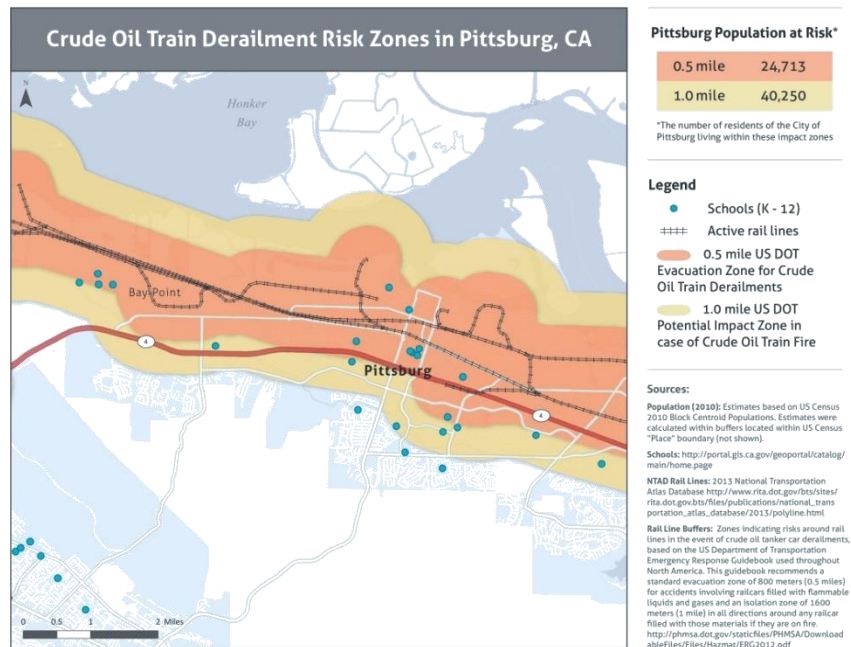 Crude Oil Train Derailment Risk Zones in Pittsburg, CA
N
Honker
Bay
Bay Point
4
Pittsburg
4
0 0.5 1 2 Miles
Pittsburg Population at Risk*
0.5 mile 24,713
1.0 mile 40,250
*The number of residents of the City of
Pittsburg living within these impact zones
Legend
Schools (K - 12)
Active rail lines
0.5 mile US DOT
Evacuation Zone for Crude
Oil Train Derailments
1.0 mile US DOT
Potential Impact Zone in
case of Crude Oil Train Fire
Sources:
Population (2010): Estimates based on US Census
2010 Block Centroid Populations. Estimates were
calculated within buffers located within US Census
"Place" boundary (not shown).
Schools: http://portal.gis.ca.gov/geoportal/catalog/
main/home.page
NTAD Rail Lines: 2013 National Transportation
Atlas Database http://www.rita.dot.gov/bts/sites/
rita.dot.gov.bts/files/publications/national_trans
portation_atlas_database/2013/polyline.html
Rail Line Buffers: Zones indicating risks around rail
lines in the event of crude oil tanker car derailments,
based on the US Department of Transportation
Emergency Response Guidebook used throughout
North America. This guidebook recommends a
standard evacuation zone of 800 meters (0.5 miles)
for accidents involving railcars filled with flammable
liquids and gases and an isolation zone of 1600
meters (1 mile) in all directions around any railcar
filled with those materials if they are on fire.
http://phmsa.dot.gov/staticfiles/PHMSA/Download
ableFiles/Files/Hazmat/ERG2012.pdf